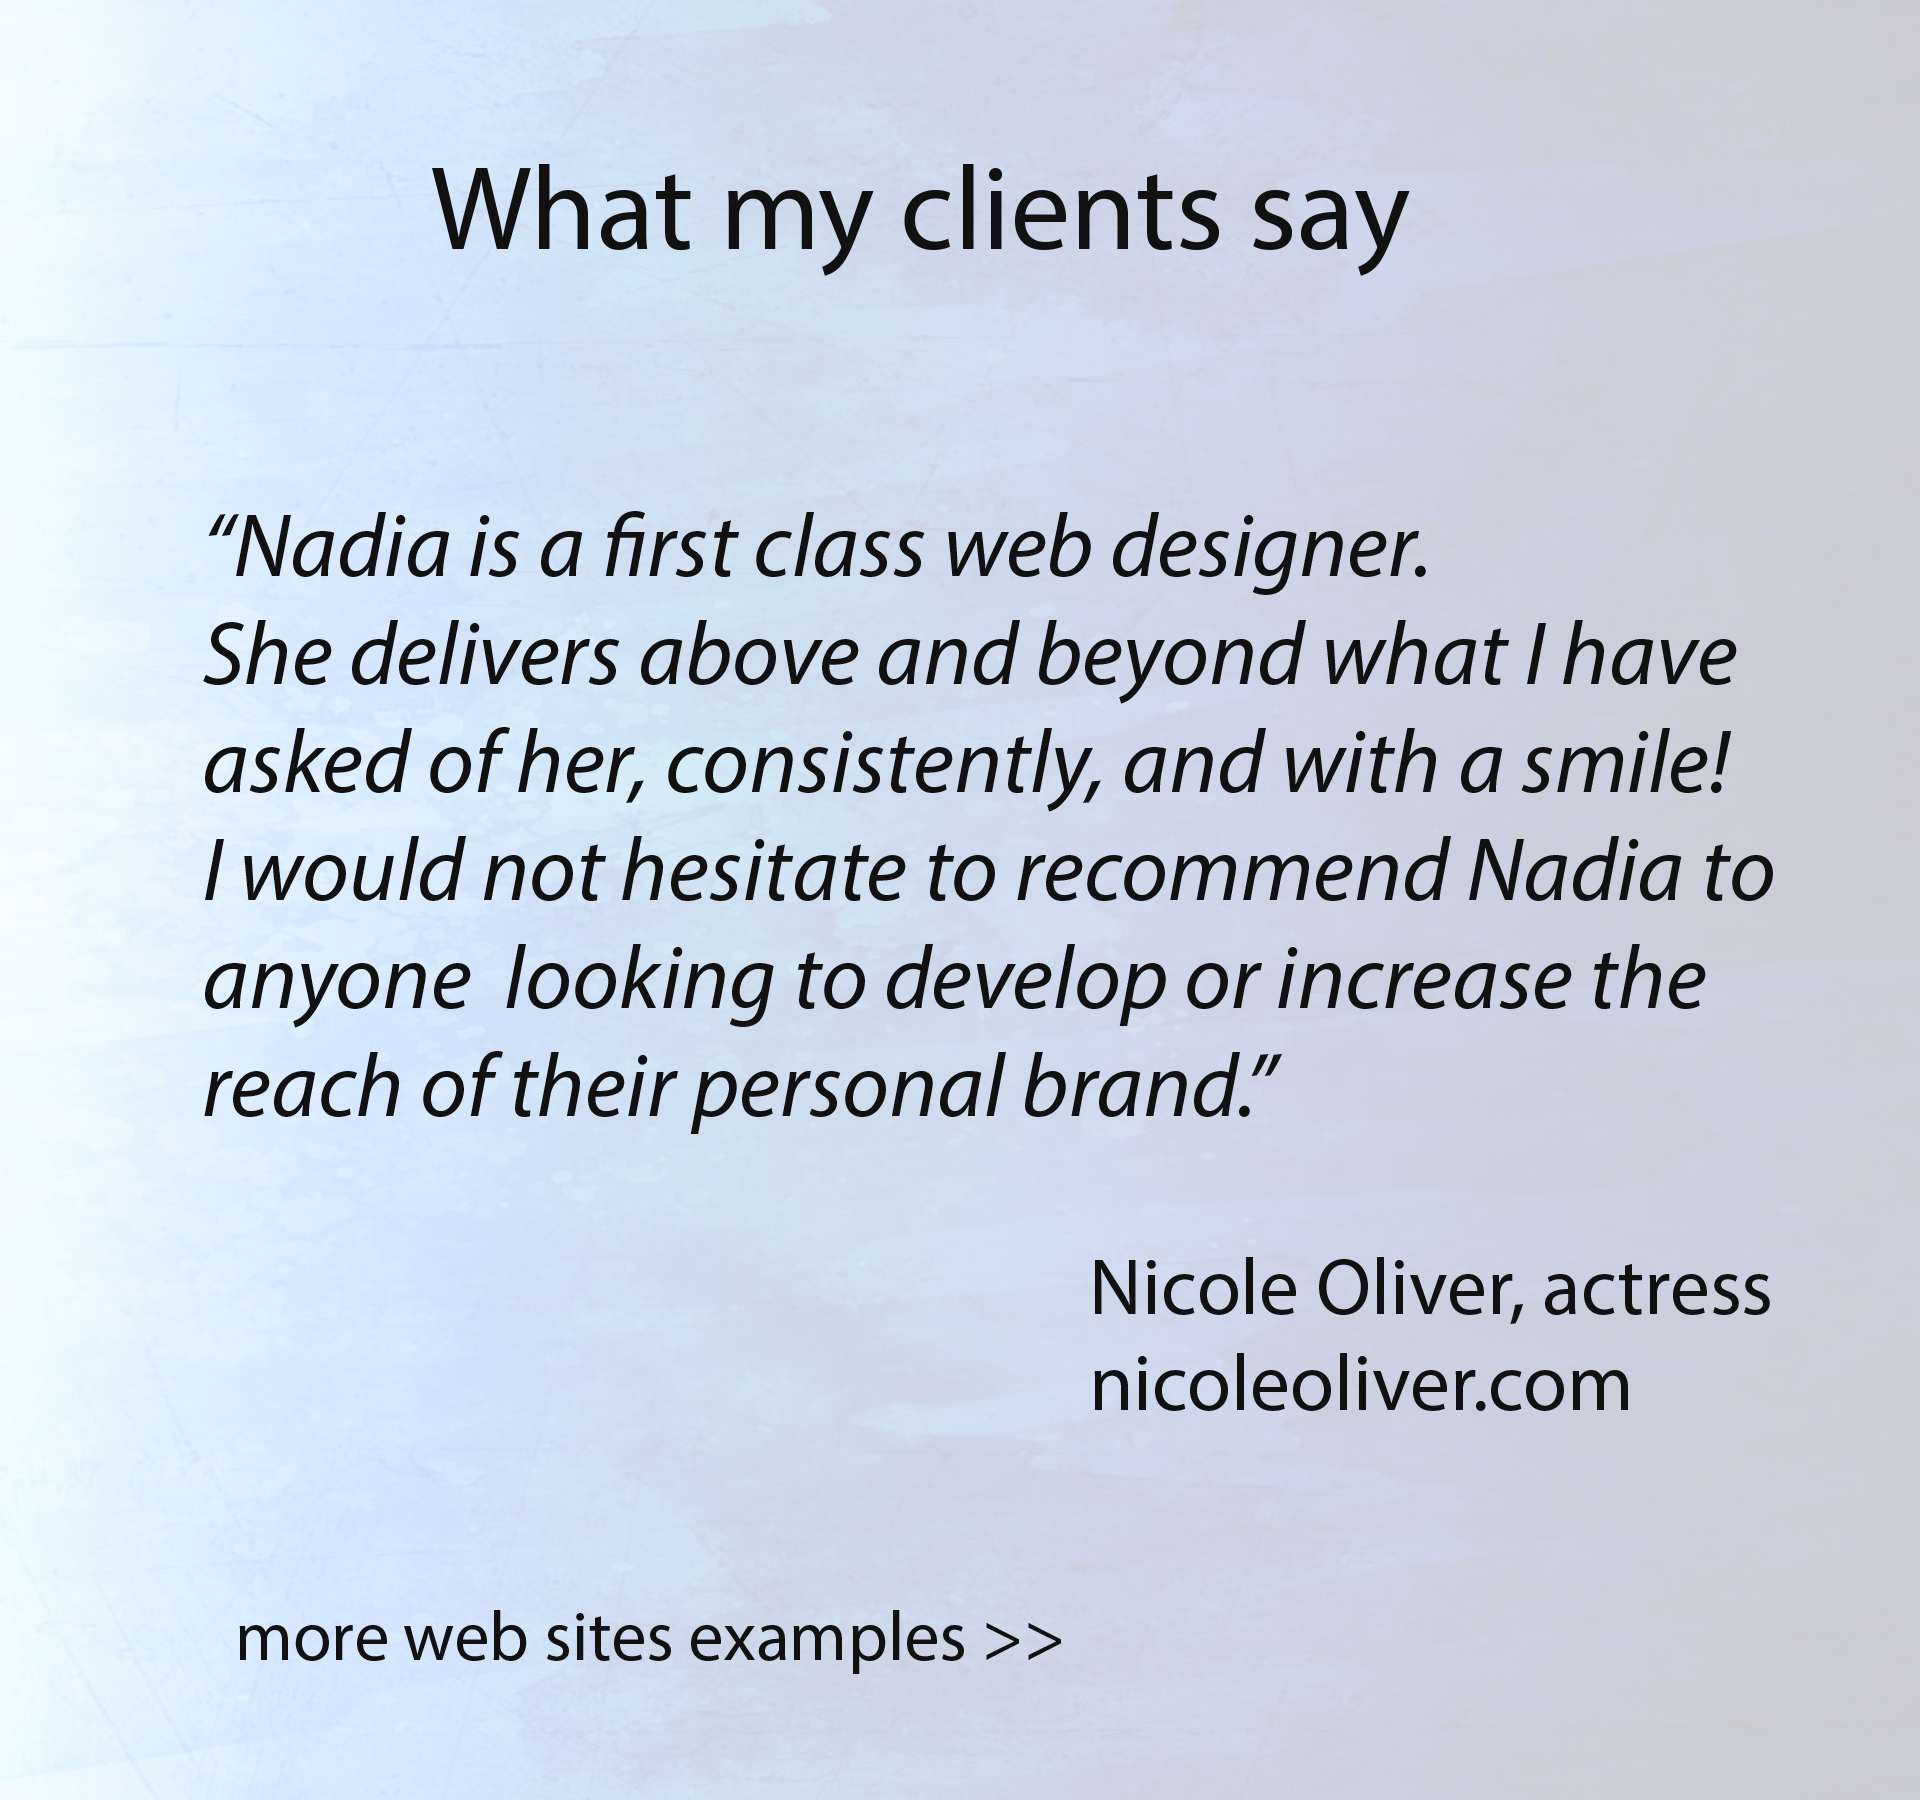 What my clients say
“Nadia is a first class web designer.
She delivers above and beyond what I have
asked of her, consistently, and with a smile!
I would not hesitate to recommend Nadia to
anyone  looking to develop or increase the
reach of their personal brand.”
Nicole Oliver, actress
nicoleoliver.com
more web sites examples >>